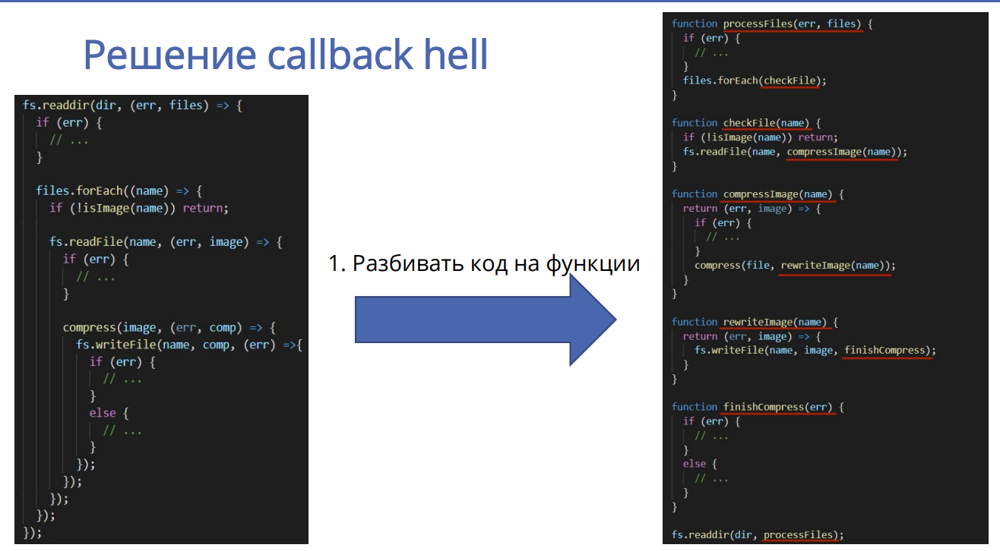 Решение callback hell
fs.readdir(dir, (err, files) => {
if (err) {
// ...
}
files.forEach((name) => {
if (!isImage(name)) return;
fs.readFile(name, (err, image) => {
if (err) {
// ...
}
compress(image, (err, comp) => {
fs.writeFile(name, comp, (err) =>{
if (err) {
// ...
}
else {
// ...
}
});
});
});
});
});
1. Разбивать код на функции
function processFiles(err, files) {
if (err) {
// ...
}
files.forEach(checkFile);
}
function checkFile(name) {
if (!isImage(name)) return;
fs.readFile(name, compressImage(name));
}
function compressImage(name) {
return (err, image) => {
if (err) {
// ...
}
compress(file, rewriteImage(name));
}
}
function rewriteImage(name) {
return (err, image) => {
fs.writeFile(name, image, finishCompress);
}
}
function finishCompress(err) {
if (err) {
// ...
}
else {
// ...
}
}
fs.readdir(dir, processFiles);